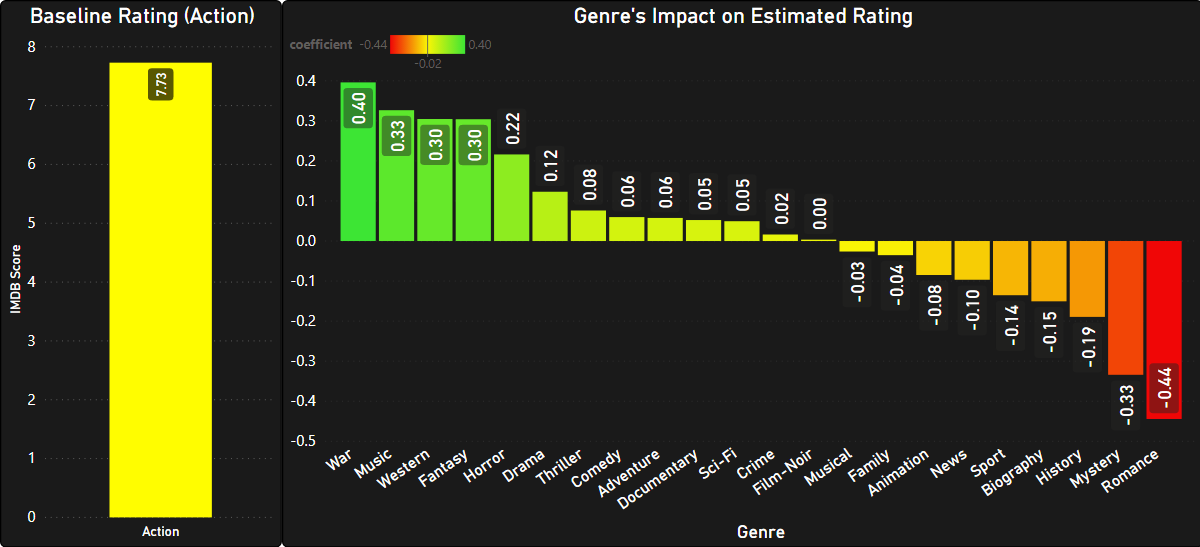 Baseline Rating (Action)
8
7
6
5
4
3
2
1
0
IMDB Score
7.73
Action
Genre's Impact on Estimated Rating
coefficient -0.44 0.40
-0.02
0.4
0.3
0.2
0.1
0.0
-0.1
-0.2
-0.3
-0.4
-0.5
0.40
0.33
0.30
0.30
0.22
0.12
0.08
0.06
0.06
0.05
0.05
0.02
0.00
-0.03
-0.04
-0.08
-0.10
-0.14
-0.15
-0.19
-0.33
-0.44
War
Music
Western
Fantasy
Horror
Drama
Thriller
Comedy
Adventure
Documentary
Sci-Fi
Crime
Film-Noir
Musical
Family
Animation
News
Sport
Biography
History
Mystery
Romance
Genre